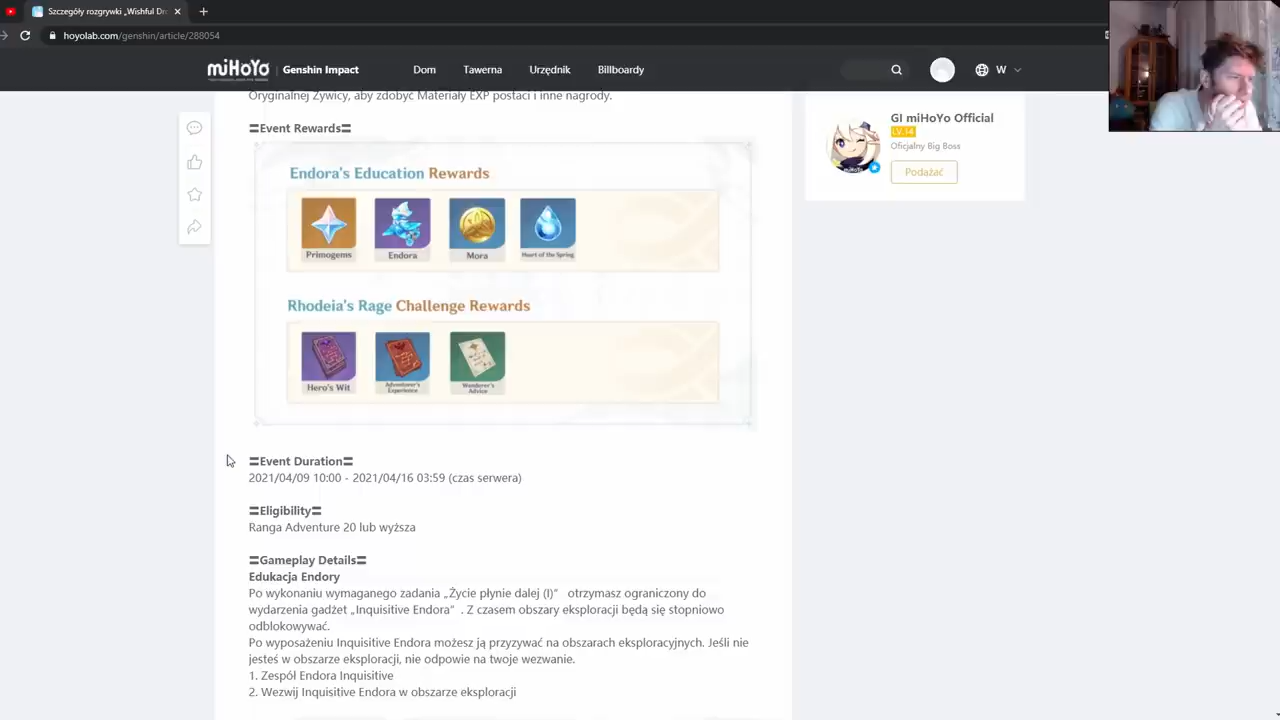 Szczegóły rozgrywki „Wishful Dro
hoyolab.com/genshin/article/288054
miHoYo Genshin Impact Dom Tawerna Urzędnik Billboardy W
Oryginalnej Żywicy, aby zdobyć Materiały EXP postaci i inne nagrody.
〓Event Rewards〓
Endora's Education Rewards
Primogems Endora Mora Heart of the Spring
Rhodeia's Rage Challenge Rewards
Hero's Wit Adventurer's Experience Wanderer's Advice
〓Event Duration〓
2021/04/09 10:00 - 2021/04/16 03:59 (czas serwera)
〓Eligibility〓
Ranga Adventure 20 lub wyższa
〓Gameplay Details〓
Edukacja Endory
Po wykonaniu wymaganego zadania „Życie płynie dalej (I)” otrzymasz ograniczony do
wydarzenia gadżet „Inquisitive Endora” . Z czasem obszary eksploracji będą się stopniowo
odblokowywać.
Po wyposażeniu Inquisitive Endora możesz ją przyzywać na obszarach eksploracyjnych. Jeśli nie
jesteś w obszarze eksploracji, nie odpowie na twoje wezwanie.
1. Zespół Endora Inquisitive
2. Wezwij Inquisitive Endora w obszarze eksploracji
GI miHoYo Official
LV.14
Oficjalny Big Boss
Podążać